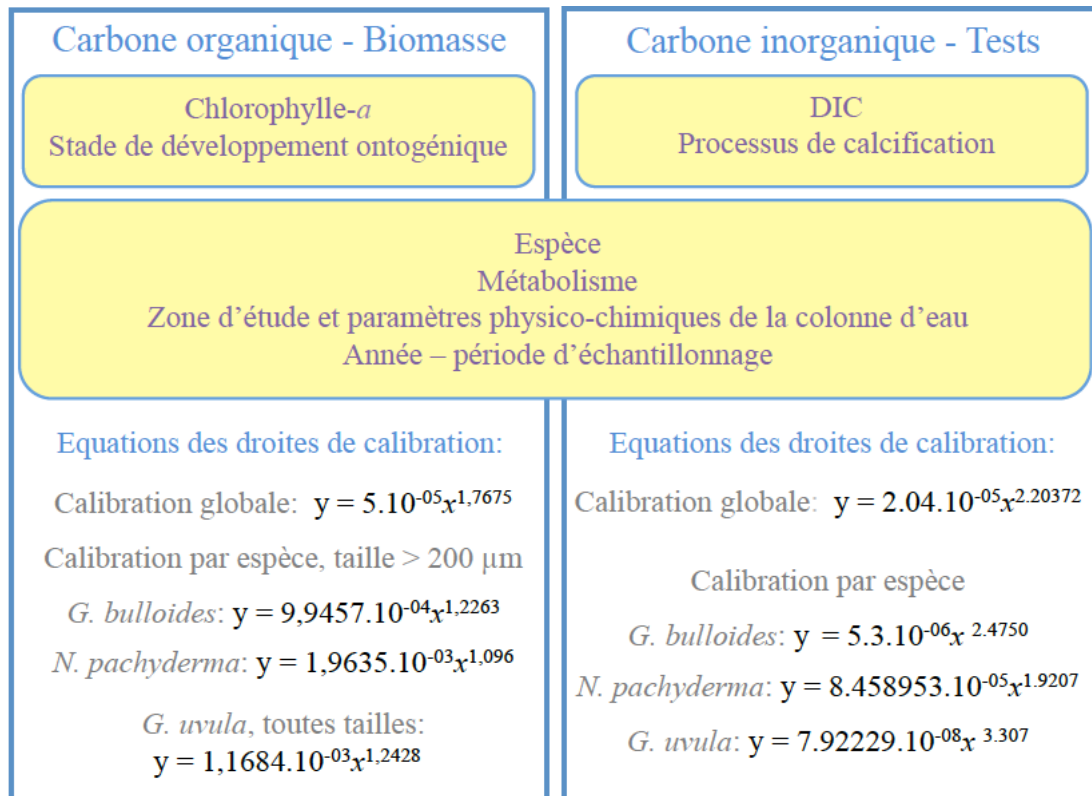 Carbone organique - Biomasse
Chlorophylle-a
Stade de développement ontogénique
Carbone inorganique - Tests
DIC
Processus de calcification
Espèce
Métabolisme
Zone d'étude et paramètres physico-chimiques de la colonne d'eau
Année – période d'échantillonnage
Equations des droites de calibration:
Calibration globale: y = 5.10⁻⁰⁵x¹,⁷⁶⁷⁵
Calibration par espèce, taille > 200 µm
G. bulloides: y = 9,9457.10⁻⁰⁴x¹,²²⁶³
N. pachyderma: y = 1,9635.10⁻⁰³x¹,⁰⁹⁶
G. uvula, toutes tailles:
y = 1,1684.10⁻⁰³x¹,²⁴²⁸
Equations des droites de calibration:
Calibration globale: y = 2.04.10⁻⁰⁵x²·²⁰³⁷²
Calibration par espèce
G. bulloides: y = 5.3.10⁻⁰⁶x ²·⁴⁷⁵⁰
N. pachyderma: y = 8.458953.10⁻⁰⁵x¹·⁹²⁰⁷
G. uvula: y = 7.92229.10⁻⁰⁸x ³·³⁰⁷